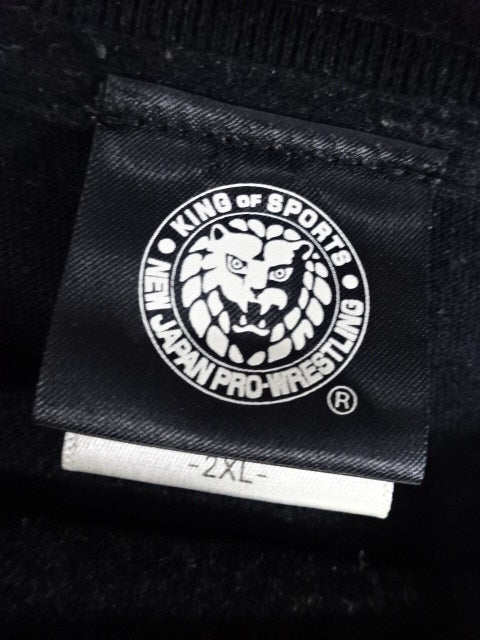 KING OF SPORTS
NEW JAPAN PRO-WRESTLING
®
-2XL-